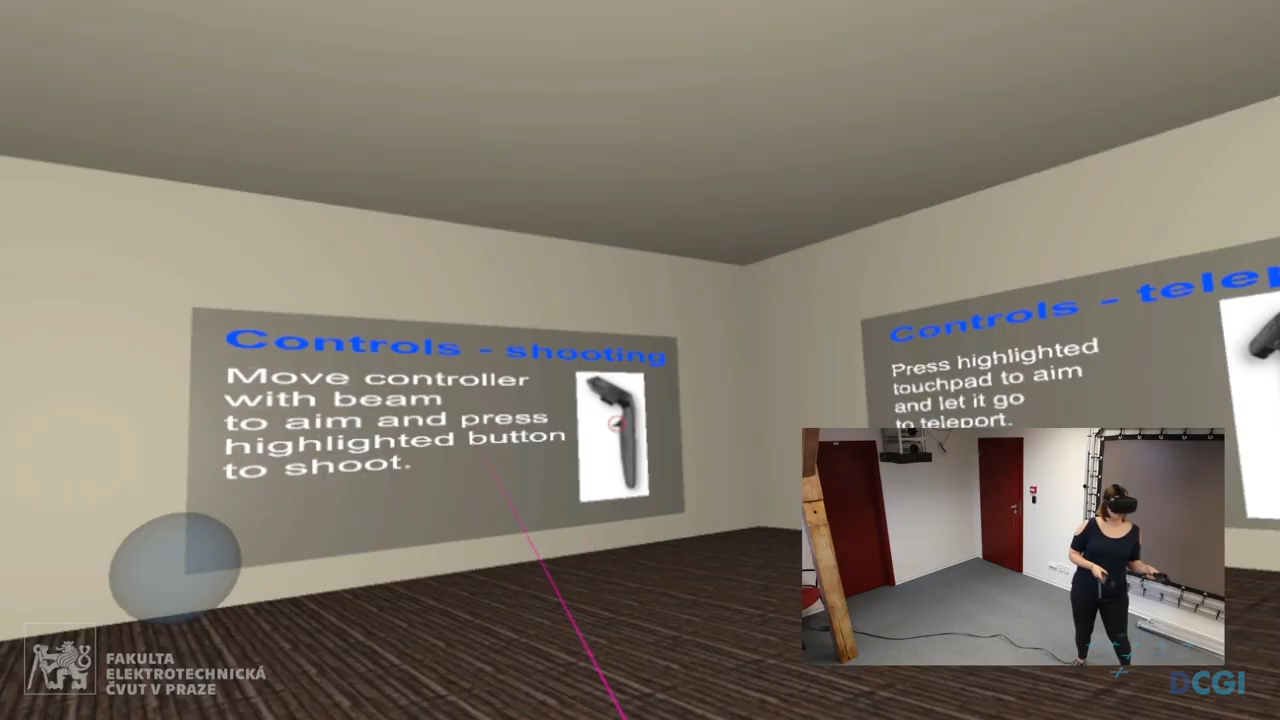 Controls - shooting
Move controller
with beam
to aim and press
highlighted button
to shoot.
Controls - telep
Press highlighted
touchpad to aim
and let it go
to teleport.
FAKULTA
ELEKTROTECHNICKÁ
ČVUT V PRAZE
DCGI